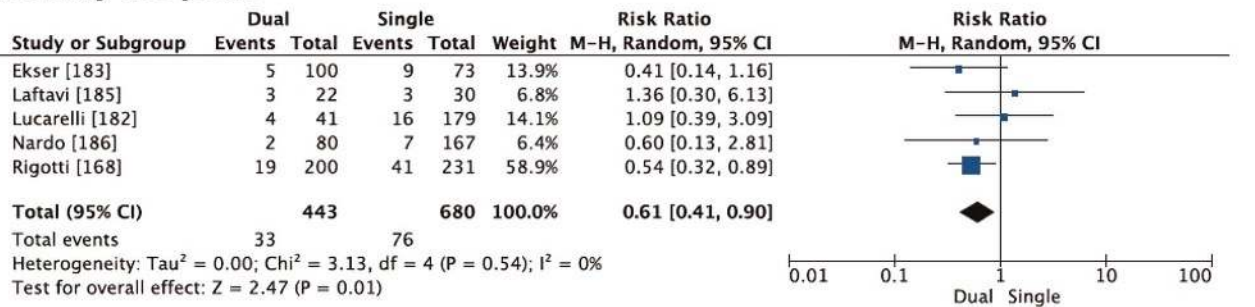 Dual Single Risk Ratio Risk Ratio
Study or Subgroup Events Total Events Total Weight M-H, Random, 95% CI M-H, Random, 95% CI
Ekser [183] 5 100 9 73 13.9% 0.41 [0.14, 1.16]
Laftavi [185] 3 22 3 30 6.8% 1.36 [0.30, 6.13]
Lucarelli [182] 4 41 16 179 14.1% 1.09 [0.39, 3.09]
Nardo [186] 2 80 7 167 6.4% 0.60 [0.13, 2.81]
Rigotti [168] 19 200 41 231 58.9% 0.54 [0.32, 0.89]
Total (95% CI) 443 680 100.0% 0.61 [0.41, 0.90]
Total events 33 76
Heterogeneity: Tau² = 0.00; Chi² = 3.13, df = 4 (P = 0.54); I² = 0%
Test for overall effect: Z = 2.47 (P = 0.01)
0.01 0.1 1 10 100
Dual Single